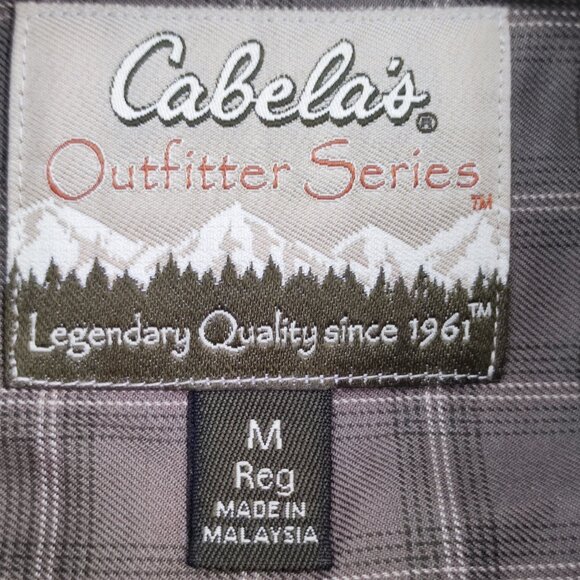 Cabela's®
Outfitter Series™
Legendary Quality since 1961™
M
Reg
MADE IN
MALAYSIA